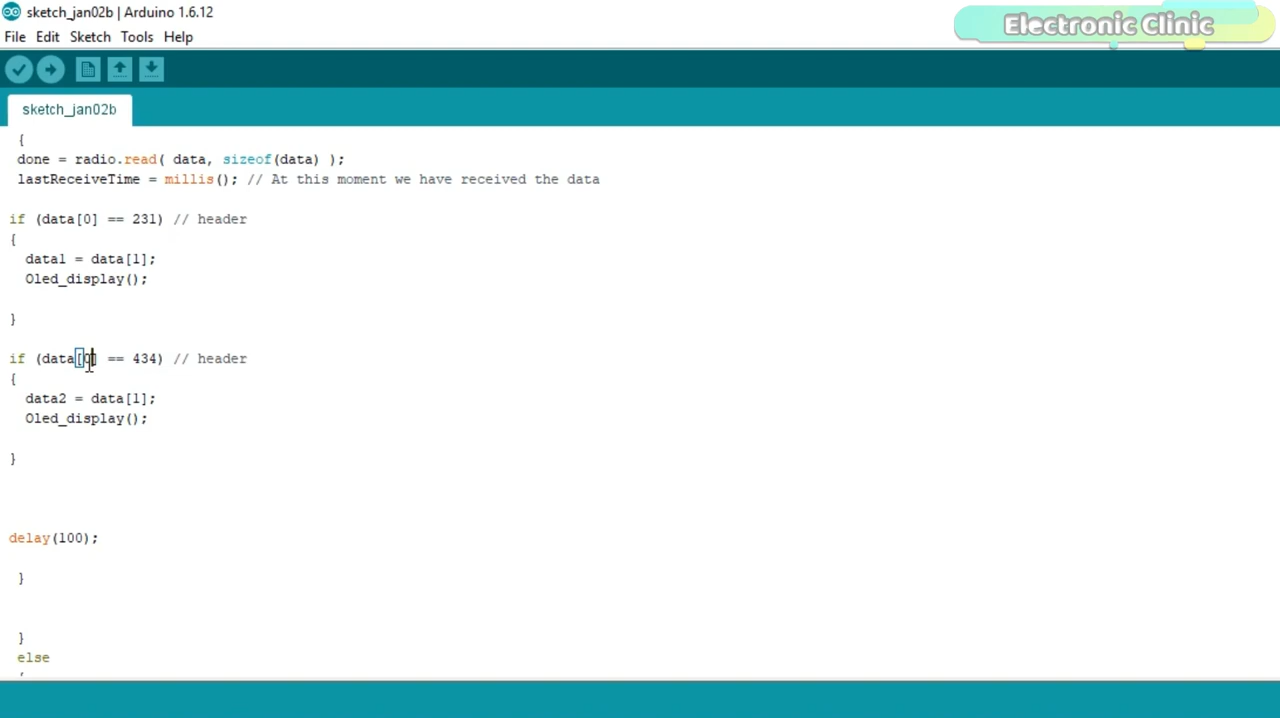 sketch_jan02b | Arduino 1.6.12
Electronic Clinic
File Edit Sketch Tools Help
sketch_jan02b
{
done = radio.read( data, sizeof(data) );
lastReceiveTime = millis(); // At this moment we have received the data
if (data[0] == 231) // header
{
data1 = data[1];
Oled_display();
}
if (data[0] == 434) // header
{
data2 = data[1];
Oled_display();
}
delay(100);
}
}
else